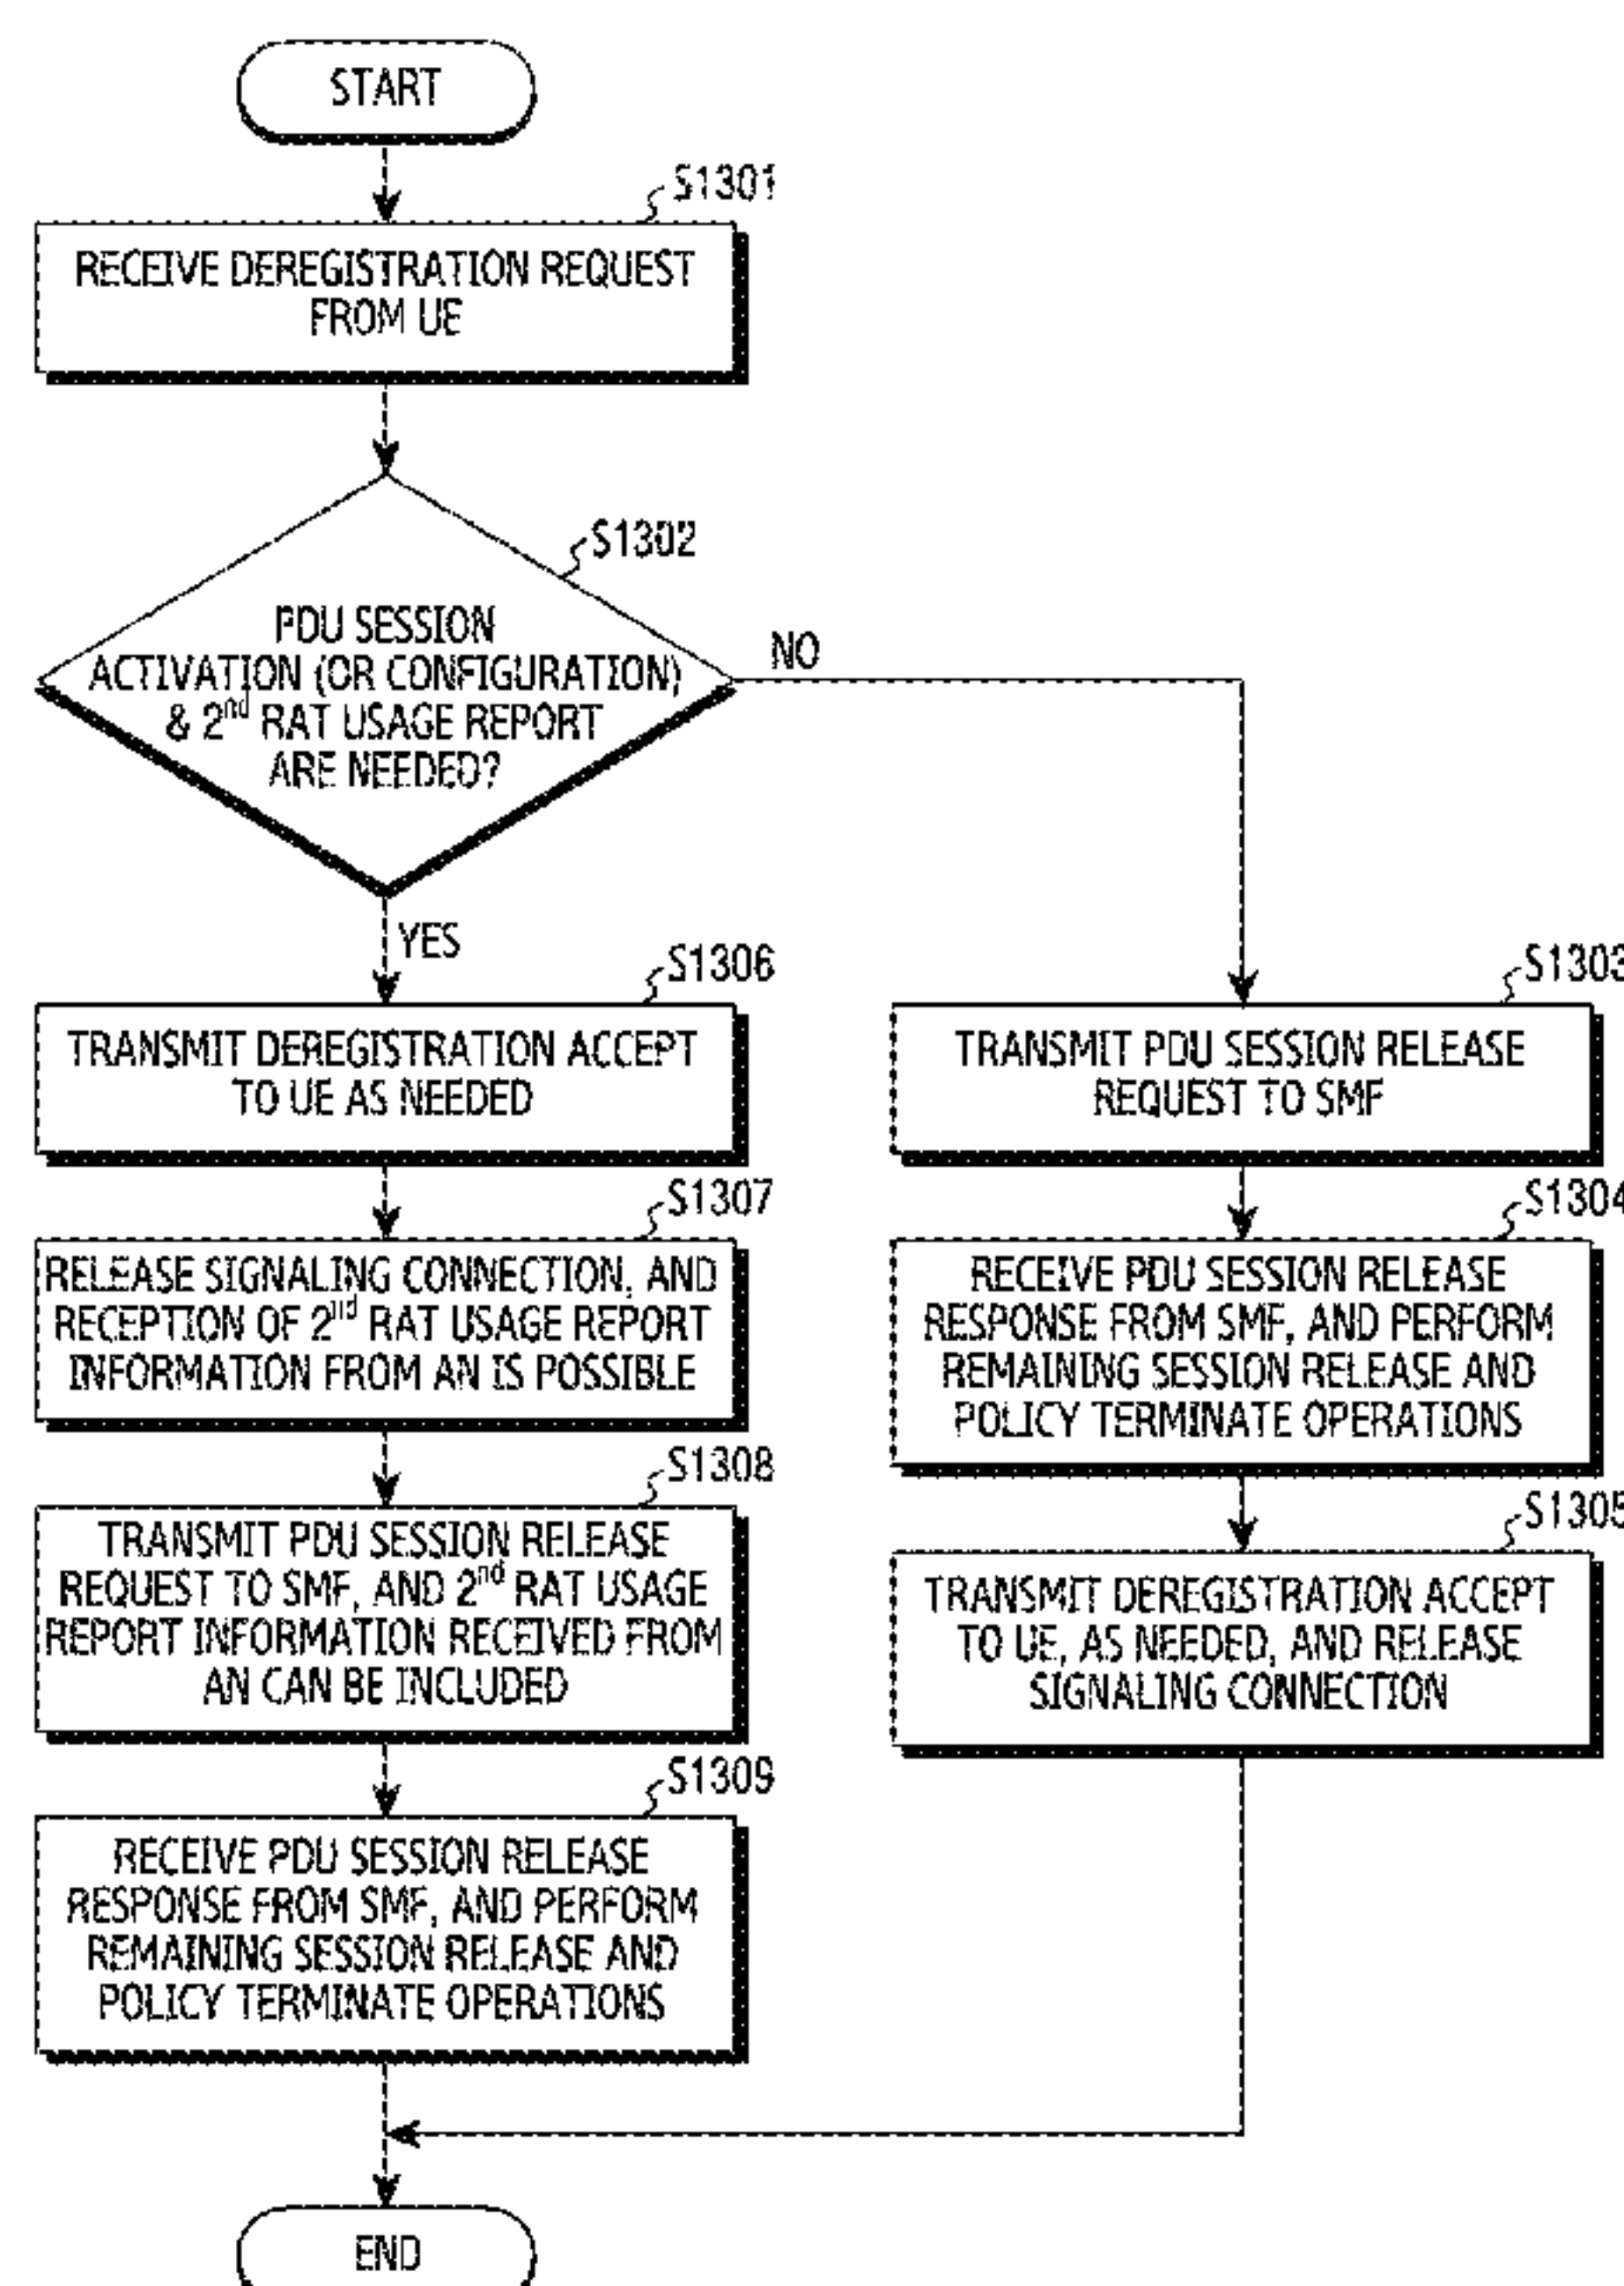 START
S1301
RECEIVE DEREGISTRATION REQUEST
FROM UE
S1302
PDU SESSION
ACTIVATION (OR CONFIGURATION)
& 2nd RAT USAGE REPORT
ARE NEEDED?
NO
YES
S1306
TRANSMIT DEREGISTRATION ACCEPT
TO UE AS NEEDED
S1307
RELEASE SIGNALING CONNECTION, AND
RECEPTION OF 2nd RAT USAGE REPORT
INFORMATION FROM AN IS POSSIBLE
S1308
TRANSMIT PDU SESSION RELEASE
REQUEST TO SMF, AND 2nd RAT USAGE
REPORT INFORMATION RECEIVED FROM
AN CAN BE INCLUDED
S1309
RECEIVE PDU SESSION RELEASE
RESPONSE FROM SMF, AND PERFORM
REMAINING SESSION RELEASE AND
POLICY TERMINATE OPERATIONS
S1303
TRANSMIT PDU SESSION RELEASE
REQUEST TO SMF
S1304
RECEIVE PDU SESSION RELEASE
RESPONSE FROM SMF, AND PERFORM
REMAINING SESSION RELEASE AND
POLICY TERMINATE OPERATIONS
S1305
TRANSMIT DEREGISTRATION ACCEPT
TO UE, AS NEEDED, AND RELEASE
SIGNALING CONNECTION
END